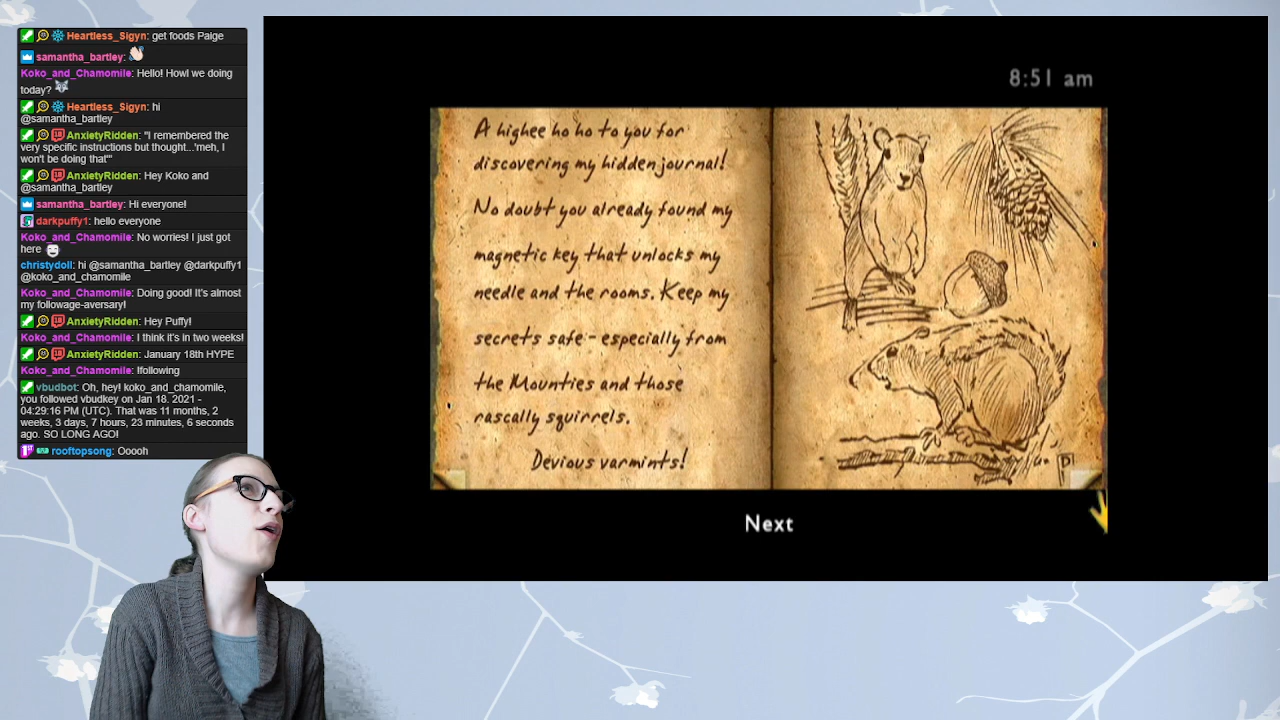 Heartless_Sigyn: get foods Paige
samantha_bartley:
Koko_and_Chamomile: Hello! Howl we doing
today?
Heartless_Sigyn: hi
@samantha_bartley
AnxietyRidden: "I remembered the
very specific instructions but thought...'meh, I
won't be doing that'"
AnxietyRidden: Hey Koko and
@samantha_bartley
samantha_bartley: Hi everyone!
darkpuffy1: hello everyone
Koko_and_Chamomile: No worries! I just got
here
christydoll: hi @samantha_bartley @darkpuffy1
@koko_and_chamomile
Koko_and_Chamomile: Doing good! It's almost
my followage-aversary!
AnxietyRidden: Hey Puffy!
Koko_and_Chamomile: I think it's in two weeks!
AnxietyRidden: January 18th HYPE
Koko_and_Chamomile: !following
vbudbot: Oh, hey! koko_and_chamomile,
you followed vbudkey on Jan 18. 2021 -
04:29:16 PM (UTC). That was 11 months, 2
weeks, 3 days, 7 hours, 23 minutes, 6 seconds
ago. SO LONG AGO!
rooftopsong: Ooooh
8:51 am
A highee ho ho to you for
discovering my hidden journal!
No doubt you already found my
magnetic key that unlocks my
needle and the rooms. Keep my
secrets safe - especially from
the Mounties and those
rascally squirrels.
Devious varmints!
P
Next